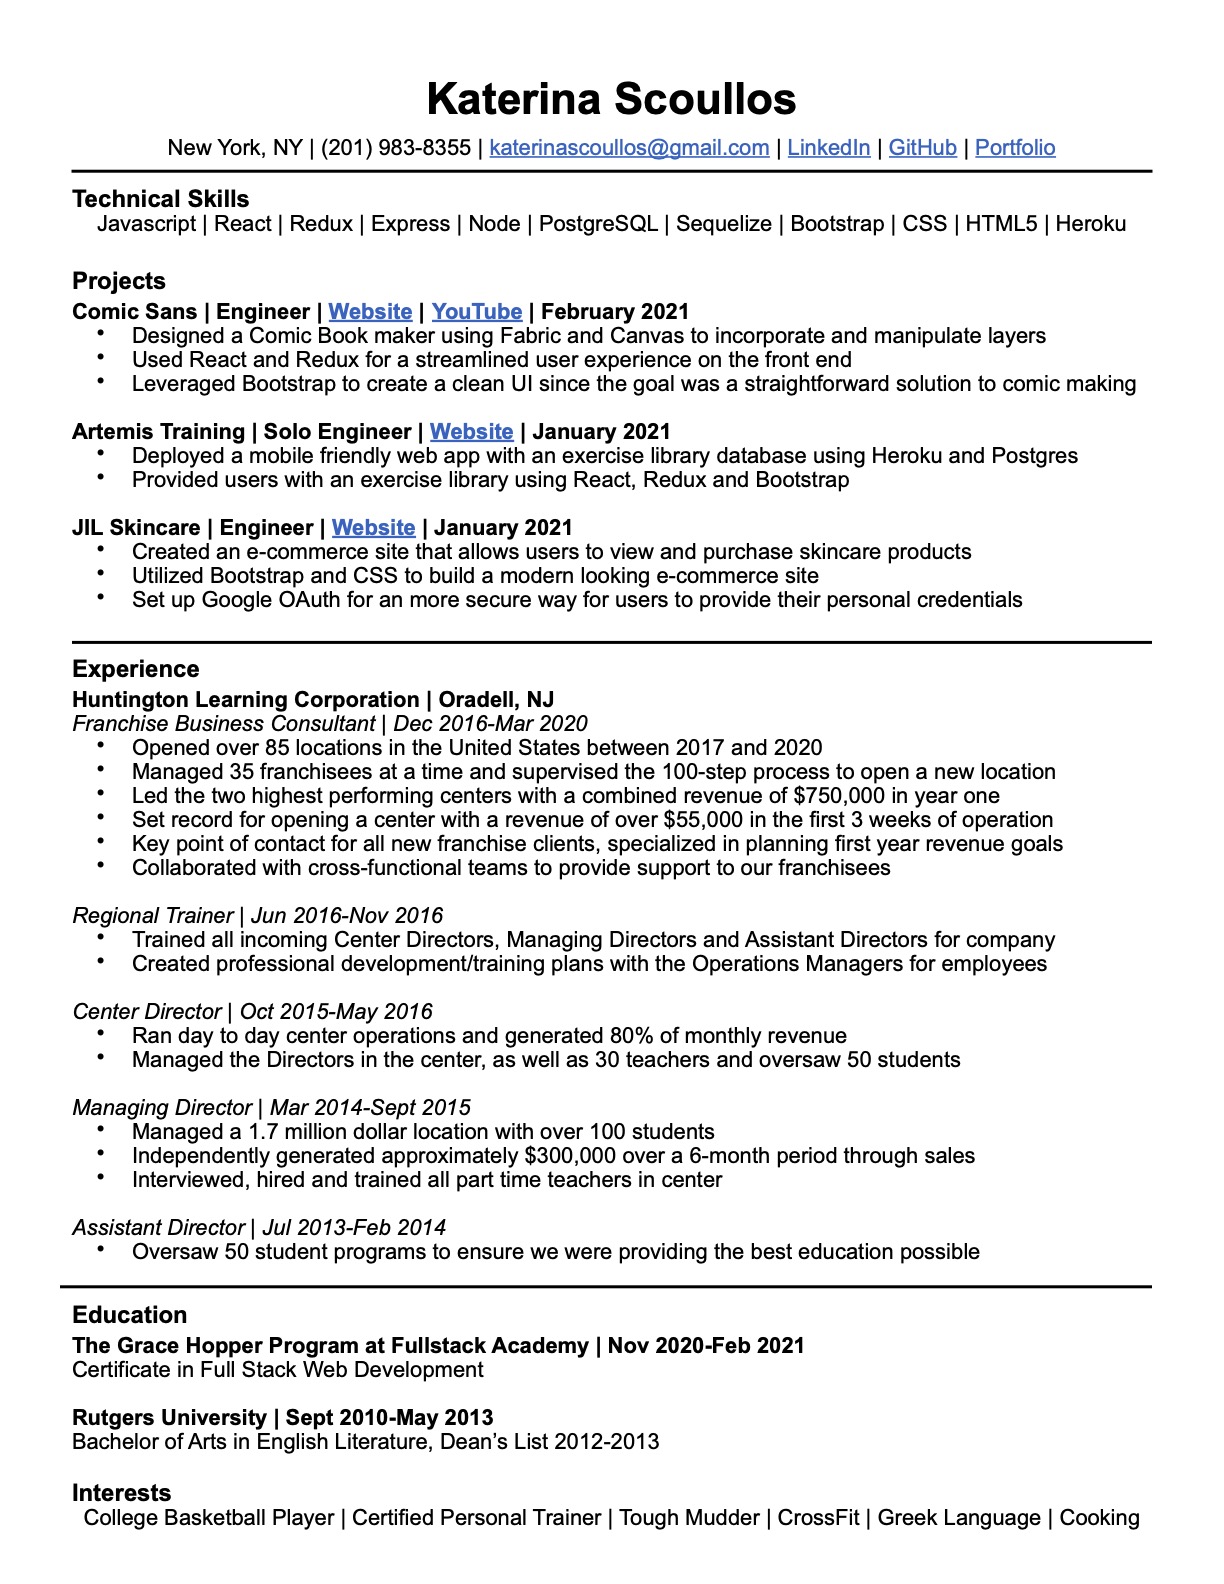 Katerina Scoullos
New York, NY | (201) 983-8355 | katerinascoullos@gmail.com | LinkedIn | GitHub | Portfolio
Technical Skills
Javascript | React | Redux | Express | Node | PostgreSQL | Sequelize | Bootstrap | CSS | HTML5 | Heroku
Projects
Comic Sans | Engineer | Website | YouTube | February 2021
• Designed a Comic Book maker using Fabric and Canvas to incorporate and manipulate layers
• Used React and Redux for a streamlined user experience on the front end
• Leveraged Bootstrap to create a clean UI since the goal was a straightforward solution to comic making
Artemis Training | Solo Engineer | Website | January 2021
• Deployed a mobile friendly web app with an exercise library database using Heroku and Postgres
• Provided users with an exercise library using React, Redux and Bootstrap
JIL Skincare | Engineer | Website | January 2021
• Created an e-commerce site that allows users to view and purchase skincare products
• Utilized Bootstrap and CSS to build a modern looking e-commerce site
• Set up Google OAuth for an more secure way for users to provide their personal credentials
Experience
Huntington Learning Corporation | Oradell, NJ
Franchise Business Consultant | Dec 2016-Mar 2020
• Opened over 85 locations in the United States between 2017 and 2020
• Managed 35 franchisees at a time and supervised the 100-step process to open a new location
• Led the two highest performing centers with a combined revenue of $750,000 in year one
• Set record for opening a center with a revenue of over $55,000 in the first 3 weeks of operation
• Key point of contact for all new franchise clients, specialized in planning first year revenue goals
• Collaborated with cross-functional teams to provide support to our franchisees
Regional Trainer | Jun 2016-Nov 2016
• Trained all incoming Center Directors, Managing Directors and Assistant Directors for company
• Created professional development/training plans with the Operations Managers for employees
Center Director | Oct 2015-May 2016
• Ran day to day center operations and generated 80% of monthly revenue
• Managed the Directors in the center, as well as 30 teachers and oversaw 50 students
Managing Director | Mar 2014-Sept 2015
• Managed a 1.7 million dollar location with over 100 students
• Independently generated approximately $300,000 over a 6-month period through sales
• Interviewed, hired and trained all part time teachers in center
Assistant Director | Jul 2013-Feb 2014
• Oversaw 50 student programs to ensure we were providing the best education possible
Education
The Grace Hopper Program at Fullstack Academy | Nov 2020-Feb 2021
Certificate in Full Stack Web Development
Rutgers University | Sept 2010-May 2013
Bachelor of Arts in English Literature, Dean’s List 2012-2013
Interests
College Basketball Player | Certified Personal Trainer | Tough Mudder | CrossFit | Greek Language | Cooking